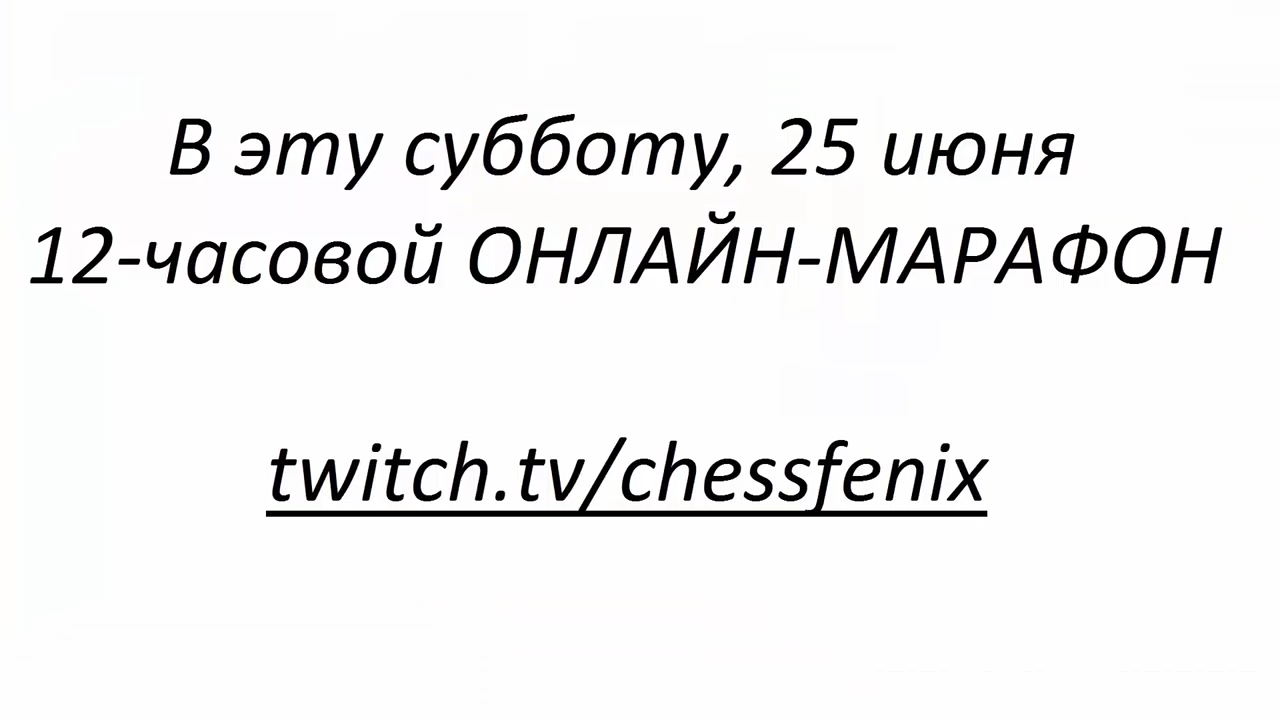 В эту субботу, 25 июня
12-часовой ОНЛАЙН-МАРАФОН
twitch.tv/chessfenix